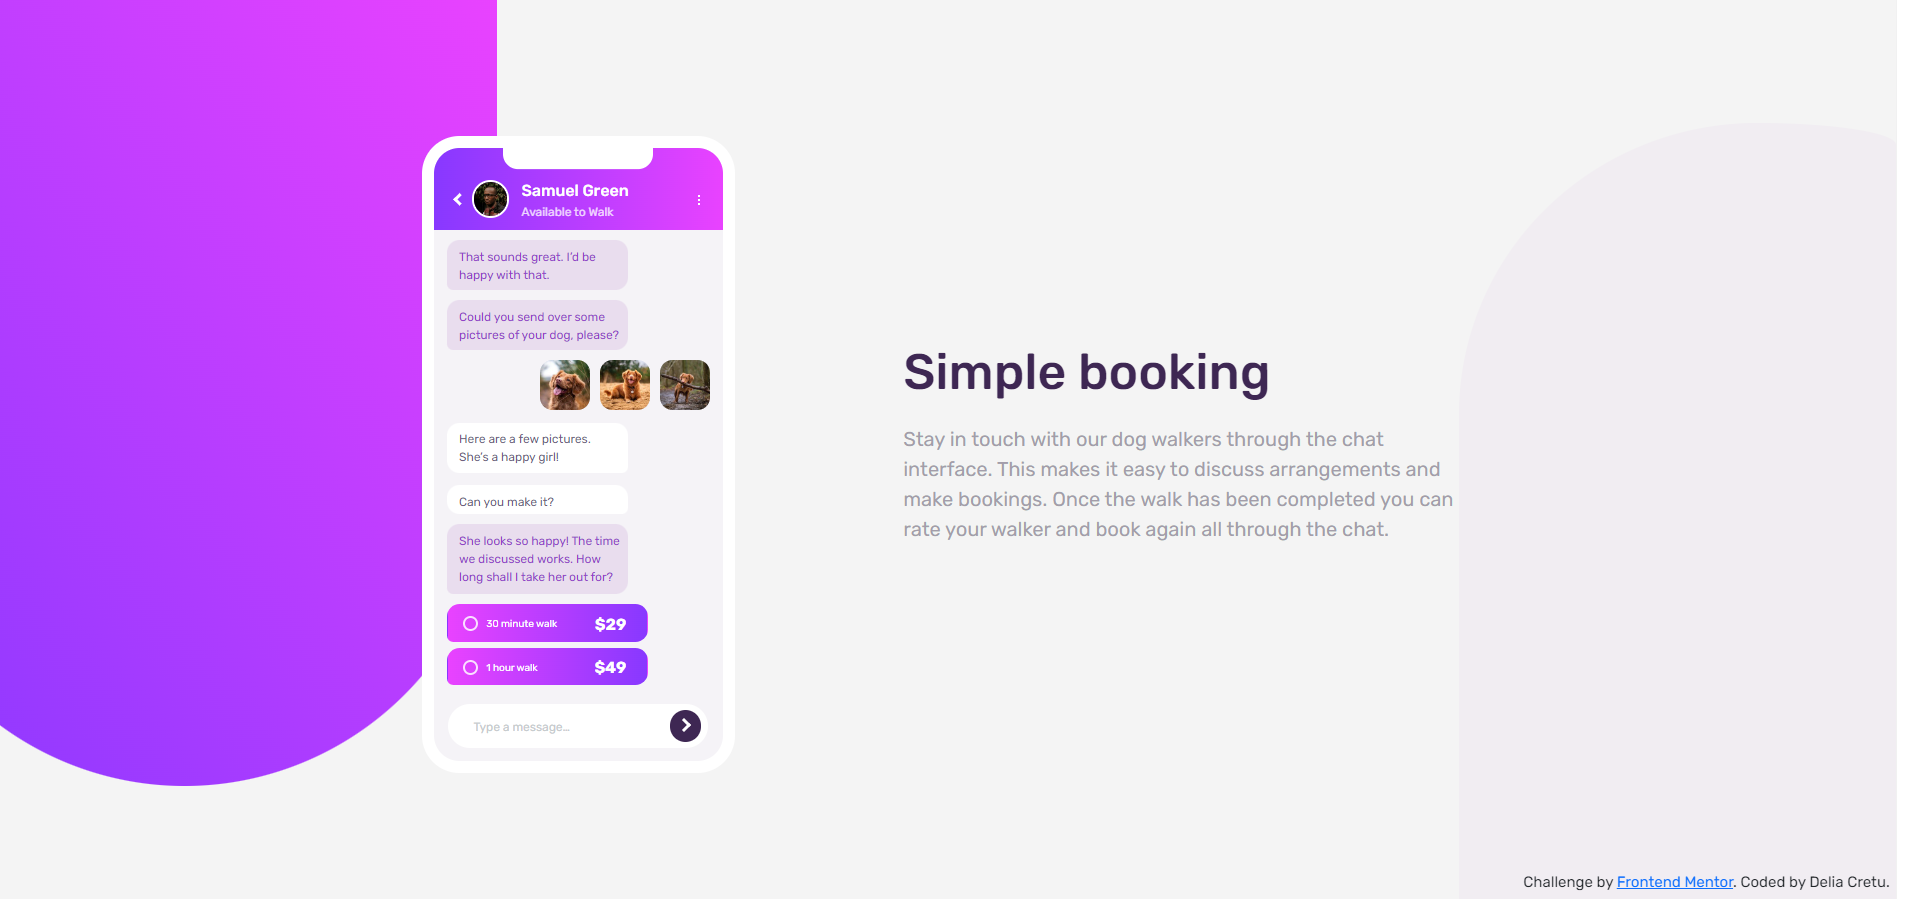 Samuel Green
Available to Walk
That sounds great. I'd be
happy with that.
Could you send over some
pictures of your dog, please?
Here are a few pictures.
She's a happy girl!
Can you make it?
She looks so happy! The time
we discussed works. How
long shall I take her out for?
30 minute walk $29
1 hour walk $49
Type a message…
Simple booking
Stay in touch with our dog walkers through the chat
interface. This makes it easy to discuss arrangements and
make bookings. Once the walk has been completed you can
rate your walker and book again all through the chat.
Challenge by Frontend Mentor. Coded by Delia Cretu.